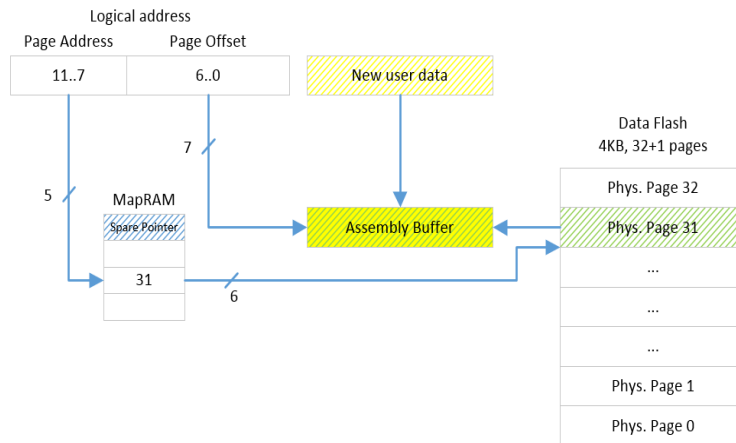 Logical address
Page Address Page Offset
11..7 6..0 New user data
Data Flash
4KB, 32+1 pages
7
5
MapRAM
Spare Pointer
31
6
Assembly Buffer
Phys. Page 32
Phys. Page 31
...
...
...
Phys. Page 1
Phys. Page 0